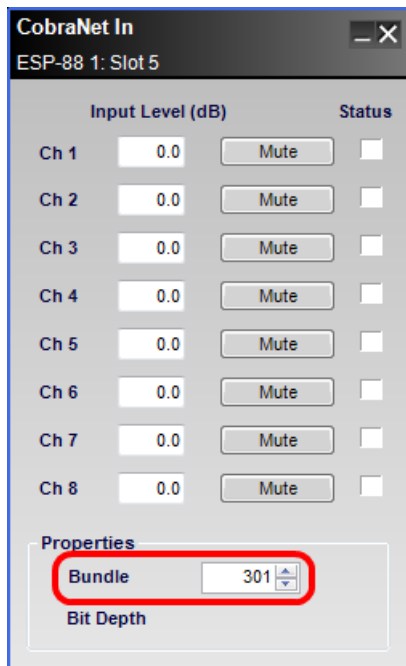 CobraNet In
ESP-88 1: Slot 5
Input Level (dB) Status
Ch 1 0.0 Mute
Ch 2 0.0 Mute
Ch 3 0.0 Mute
Ch 4 0.0 Mute
Ch 5 0.0 Mute
Ch 6 0.0 Mute
Ch 7 0.0 Mute
Ch 8 0.0 Mute
Properties
Bundle 301
Bit Depth